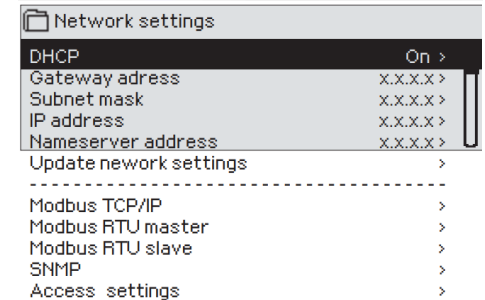 Network settings
DHCP On >
Gateway adress x.x.x.x >
Subnet mask x.x.x.x >
IP address x.x.x.x >
Nameserver address x.x.x.x >
Update nework settings >
- - - - - - - - - - - - - - - - - - - - - - - - - - - - - - - - - - -
Modbus TCP/IP >
Modbus RTU master >
Modbus RTU slave >
SNMP >
Access settings >